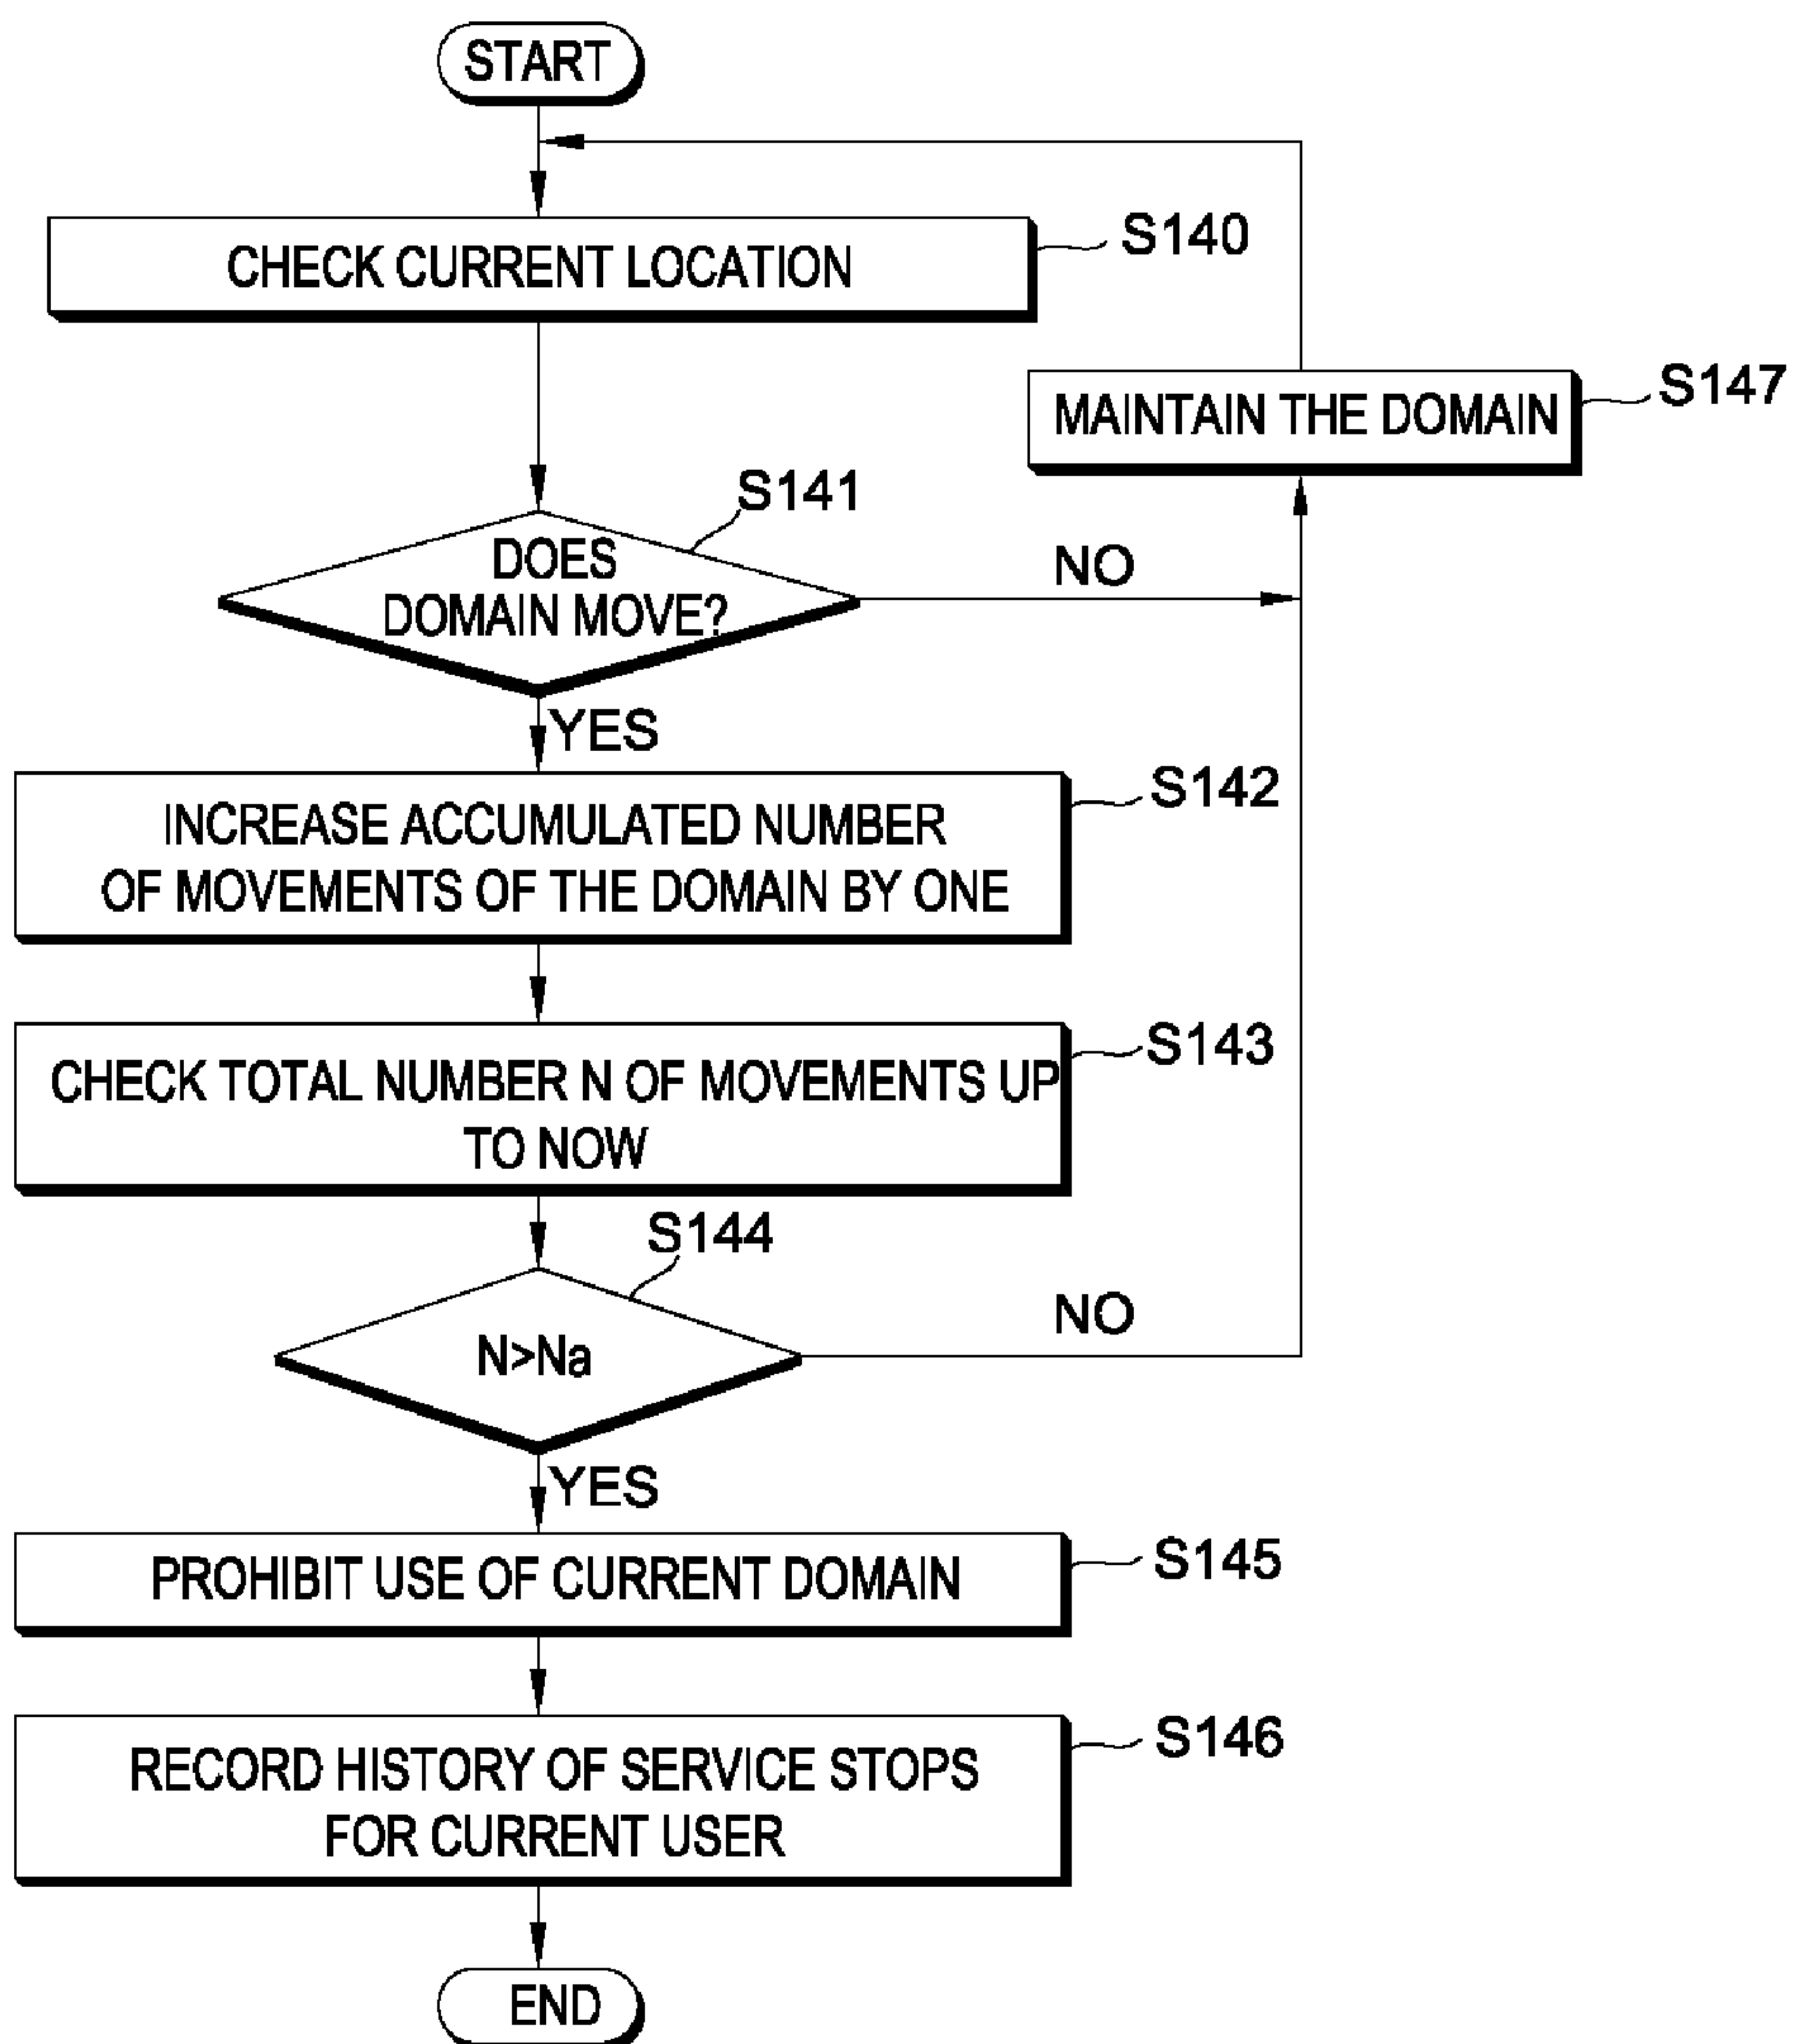 START
CHECK CURRENT LOCATION
S140
MAINTAIN THE DOMAIN
S147
S141
DOES
DOMAIN MOVE?
NO
YES
INCREASE ACCUMULATED NUMBER
OF MOVEMENTS OF THE DOMAIN BY ONE
S142
CHECK TOTAL NUMBER N OF MOVEMENTS UP
TO NOW
S143
S144
N>Na
NO
YES
PROHIBIT USE OF CURRENT DOMAIN
S145
RECORD HISTORY OF SERVICE STOPS
FOR CURRENT USER
S146
END